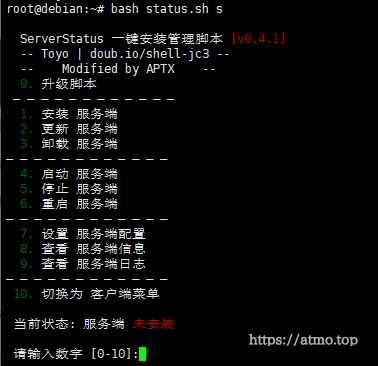 root@debian:~# bash status.sh s
ServerStatus 一键安装管理脚本 [v0.4.1]
-- Toyo | doub.io/shell-jc3 --
-- Modified by APTX --
0. 升级脚本
————————————
1. 安装 服务端
2. 更新 服务端
3. 卸载 服务端
————————————
4. 启动 服务端
5. 停止 服务端
6. 重启 服务端
————————————
7. 设置 服务端配置
8. 查看 服务端信息
9. 查看 服务端日志
————————————
10. 切换为 客户端菜单
当前状态: 服务端 未安装
https://atmo.top
请输入数字 [0-10]: